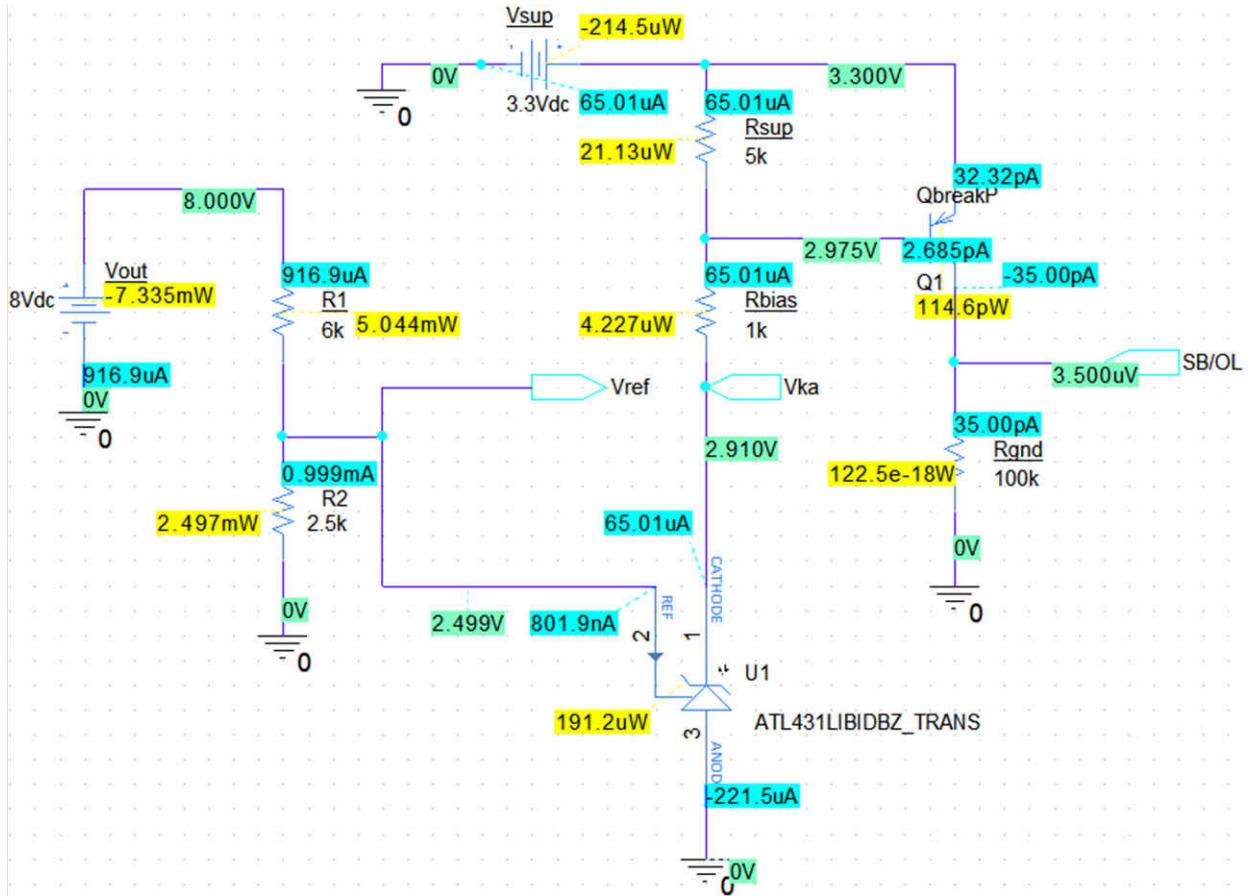 Vsup
-214.5uW
0V
3.300V
0
3.3Vdc
65.01uA
65.01uA
Rsup
5k
21.13uW
32.32pA
QbreakP
8.000V
2.975V
2.685pA
Q1
-35.00pA
114.6pW
8Vdc
Vout
-7.335mW
916.9uA
R1
6k
5.044mW
65.01uA
Rbias
1k
4.227uW
916.9uA
0V
0
Vref
Vka
3.500uV
SB/OL
0.999mA
R2
2.5k
2.497mW
2.910V
35.00pA
Rgnd
100k
122.5e-18W
65.01uA
0V
0
0V
0
2.499V
801.9nA
REF
2
CATHODE
1
U1
191.2uW
ATL431LIBIDBZ_TRANS
3
ANOD
-221.5uA
0V
0